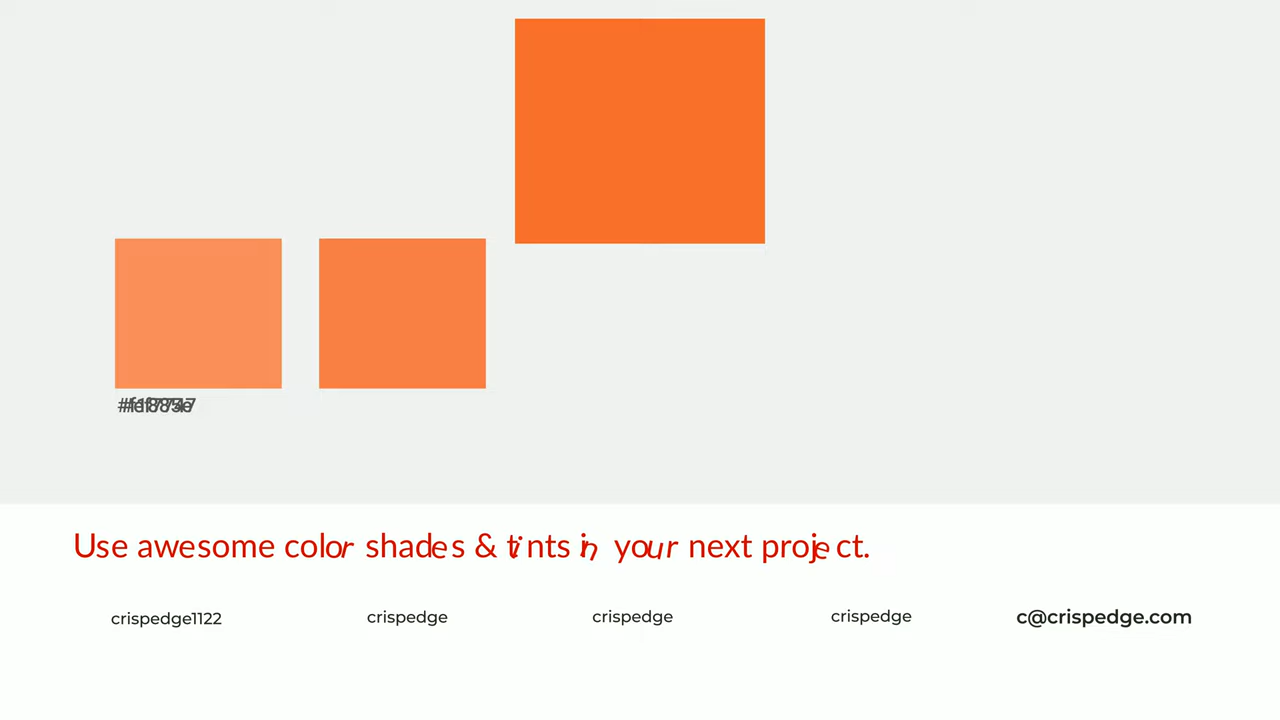 Use awesome color shades & tints in your next project.
crispedge1122 crispedge crispedge crispedge c@crispedge.com